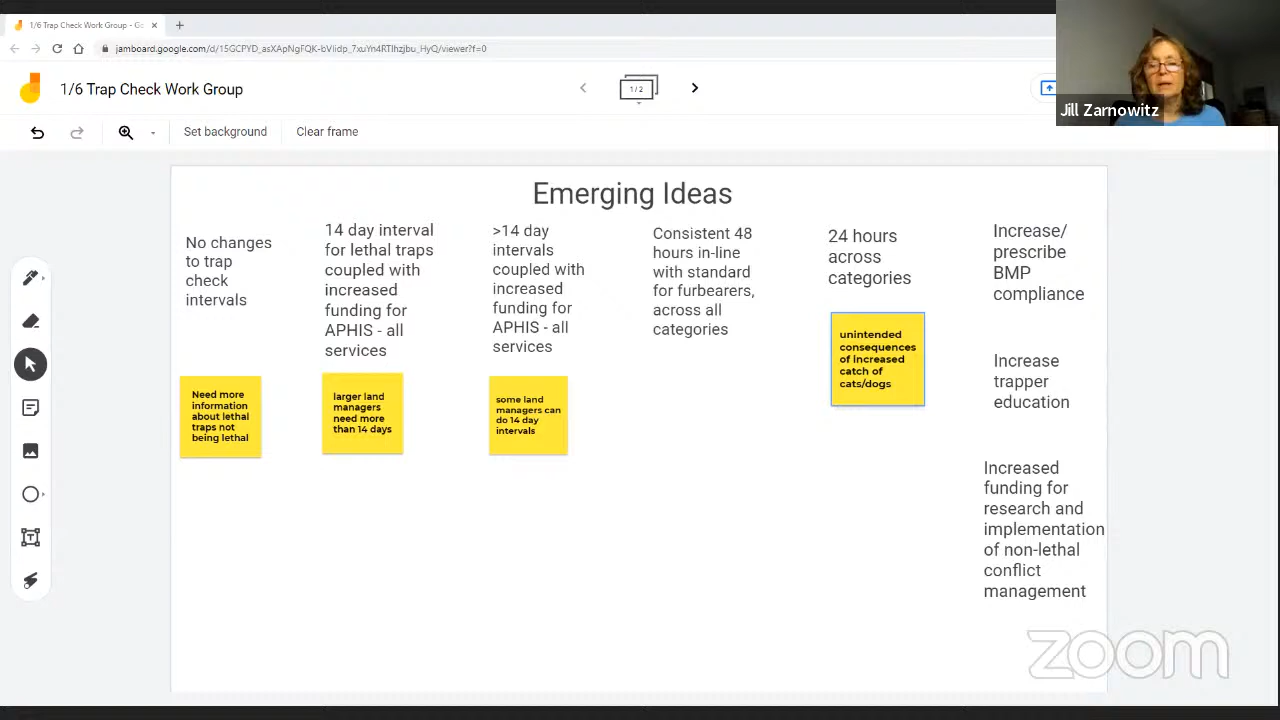 1/6 Trap Check Work Group - Go
jamboard.google.com/d/15GCPYD_asXApNgFQK-bVIidp_7xuYn4RTIhzjbu_HyQ/viewer?f=0
1/6 Trap Check Work Group
1 / 2
Jill Zarnowitz
Set background
Clear frame
Emerging Ideas
No changes
to trap
check
intervals
14 day interval
for lethal traps
coupled with
increased
funding for
APHIS - all
services
>14 day
intervals
coupled with
increased
funding for
APHIS - all
services
Consistent 48
hours in-line
with standard
for furbearers,
across all
categories
24 hours
across
categories
Increase/
prescribe
BMP
compliance
Need more
information
about lethal
traps not
being lethal
larger land
managers
need more
than 14 days
some land
managers can
do 14 day
intervals
unintended
consequences
of increased
catch of
cats/dogs
Increase
trapper
education
Increased
funding for
research and
implementation
of non-lethal
conflict
management
zoom